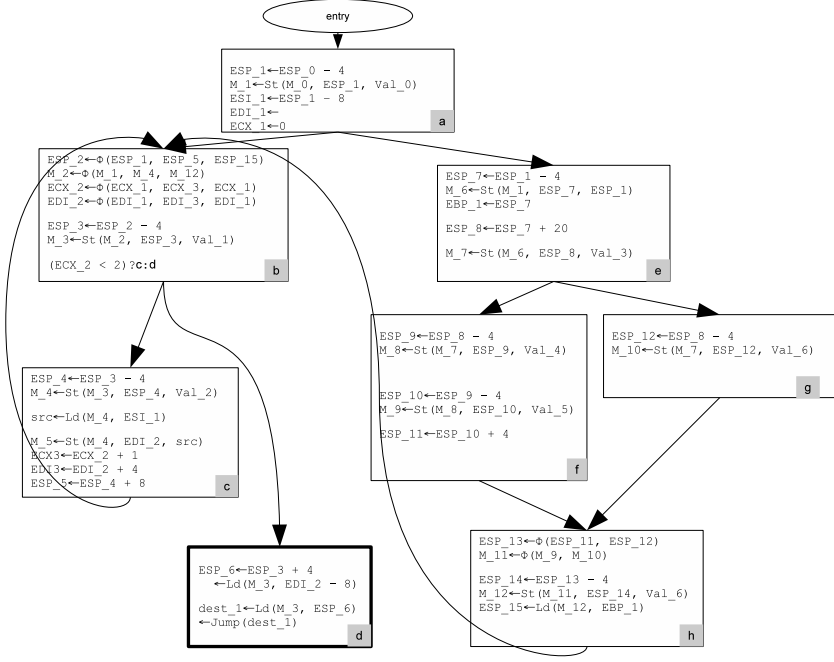 entry
ESP_1←ESP_0 - 4
M_1←St(M_0, ESP_1, Val_0)
ESI_1←ESP_1 - 8
EDI_1←
ECX_1←0
a
ESP_2←Φ(ESP_1, ESP_5, ESP_15)
M_2←Φ(M_1, M_4, M_12)
ECX_2←Φ(ECX_1, ECX_3, ECX_1)
EDI_2←Φ(EDI_1, EDI_3, EDI_1)
ESP_3←ESP_2 - 4
M_3←St(M_2, ESP_3, Val_1)
(ECX_2 < 2)?c:d
b
ESP_7←ESP_1 - 4
M_6←St(M_1, ESP_7, ESP_1)
EBP_1←ESP_7
ESP_8←ESP_7 + 20
M_7←St(M_6, ESP_8, Val_3)
e
ESP_4←ESP_3 - 4
M_4←St(M_3, ESP_4, Val_2)
src←Ld(M_4, ESI_1)
M_5←St(M_4, EDI_2, src)
ECX3←ECX_2 + 1
EDI3←EDI_2 + 4
ESP_5←ESP_4 + 8
c
ESP_9←ESP_8 - 4
M_8←St(M_7, ESP_9, Val_4)
ESP_10←ESP_9 - 4
M_9←St(M_8, ESP_10, Val_5)
ESP_11←ESP_10 + 4
f
ESP_12←ESP_8 - 4
M_10←St(M_7, ESP_12, Val_6)
g
ESP_6←ESP_3 + 4
←Ld(M_3, EDI_2 - 8)
dest_1←Ld(M_3, ESP_6)
←Jump(dest_1)
d
ESP_13←Φ(ESP_11, ESP_12)
M_11←Φ(M_9, M_10)
ESP_14←ESP_13 - 4
M_12←St(M_11, ESP_14, Val_6)
ESP_15←Ld(M_12, EBP_1)
h